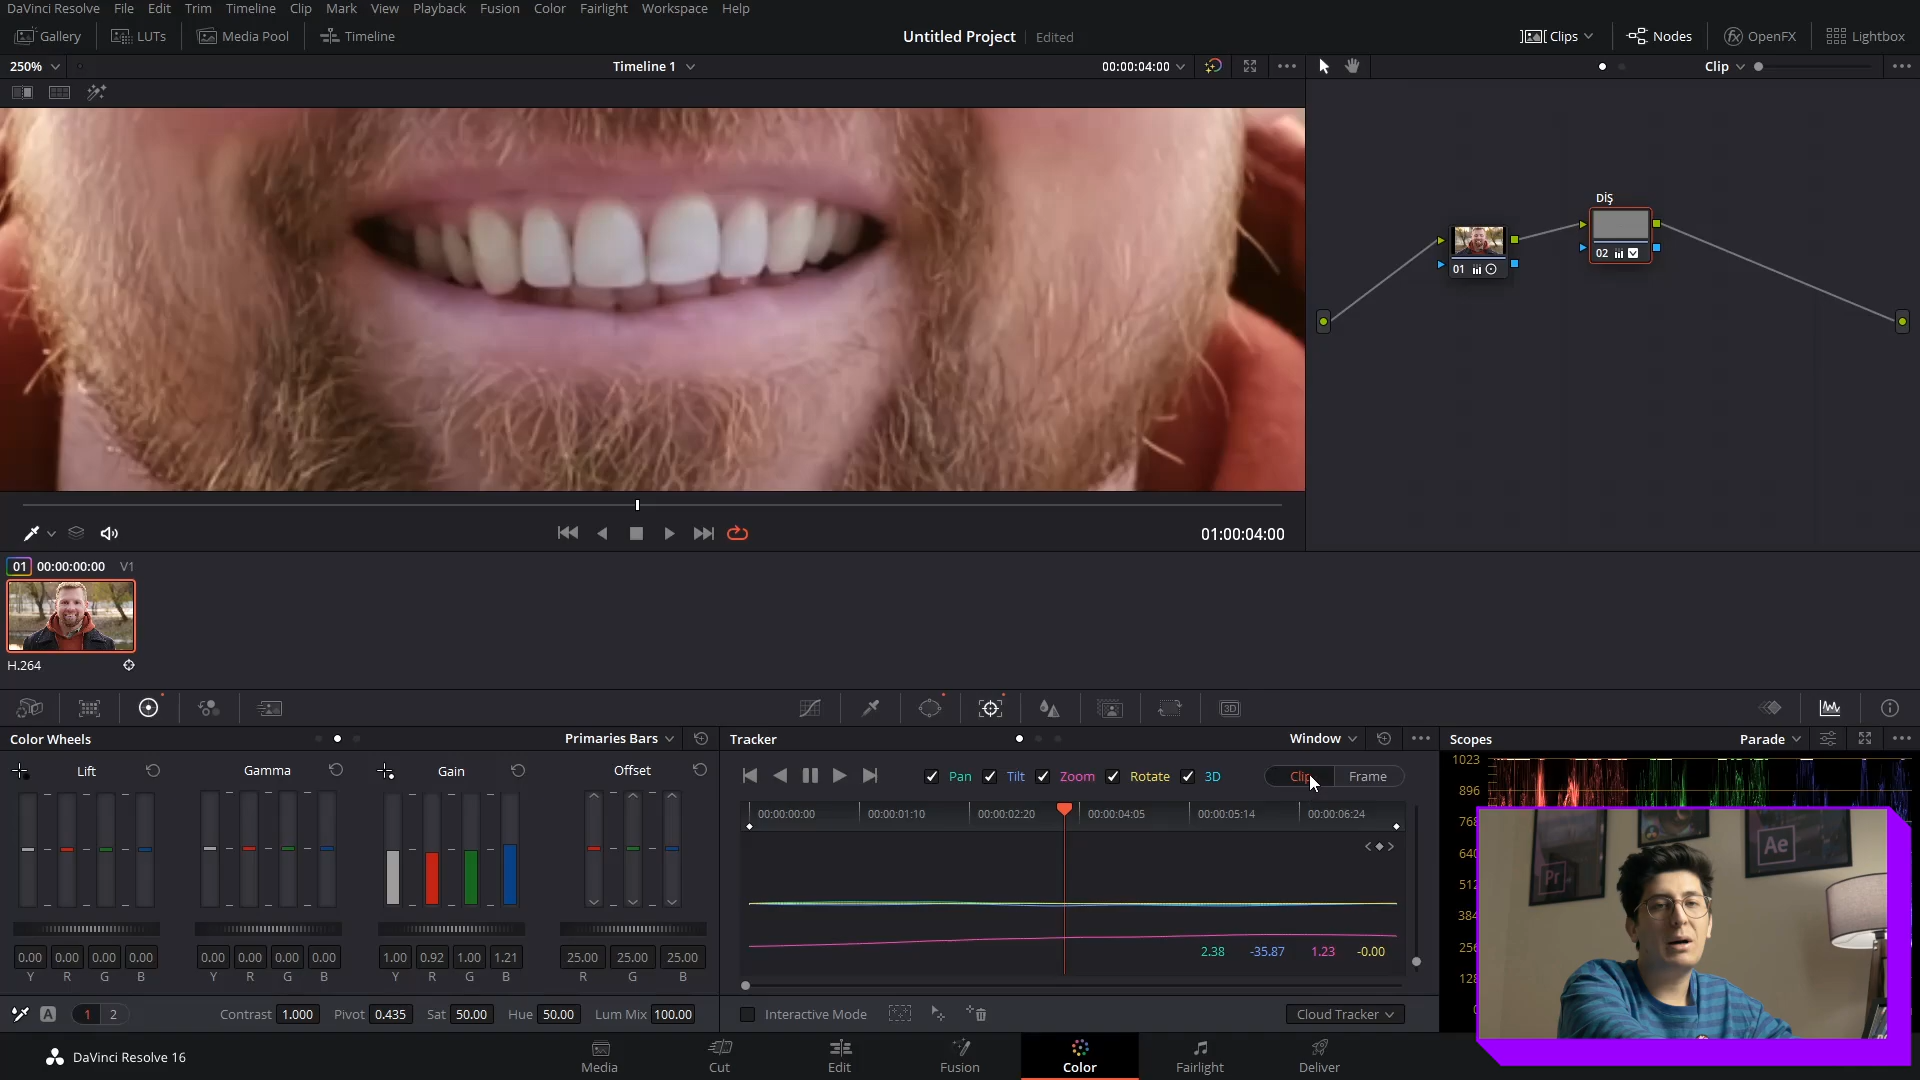 DaVinci Resolve File Edit Trim Timeline Clip Mark View Playback Fusion Color Fairlight Workspace Help
Gallery LUTs Media Pool Timeline Untitled Project Edited Clips Nodes fx OpenFX Lightbox
250% Timeline 1 00:00:04:00 Clip
DİŞ
02
01
01:00:04:00
01 00:00:00:00 V1
H.264
3D
Color Wheels Primaries Bars Tracker Window Scopes Parade
Lift Gamma Gain Offset
Pan Tilt Zoom Rotate 3D Clip Frame
00:00:00:00 00:00:01:10 00:00:02:20 00:00:04:05 00:00:05:14 00:00:06:24
1023
896
768
640
512
384
256
128
0
Pr
Ae
2.38 -35.87 1.23 -0.00
0.00 0.00 0.00 0.00 0.00 0.00 0.00 0.00 1.00 0.92 1.00 1.21 25.00 25.00 25.00
Y R G B Y R G B Y R G B R G B
A 1 2 Contrast 1.000 Pivot 0.435 Sat 50.00 Hue 50.00 Lum Mix 100.00 Interactive Mode Cloud Tracker
DaVinci Resolve 16 Media Cut Edit Fusion Color Fairlight Deliver